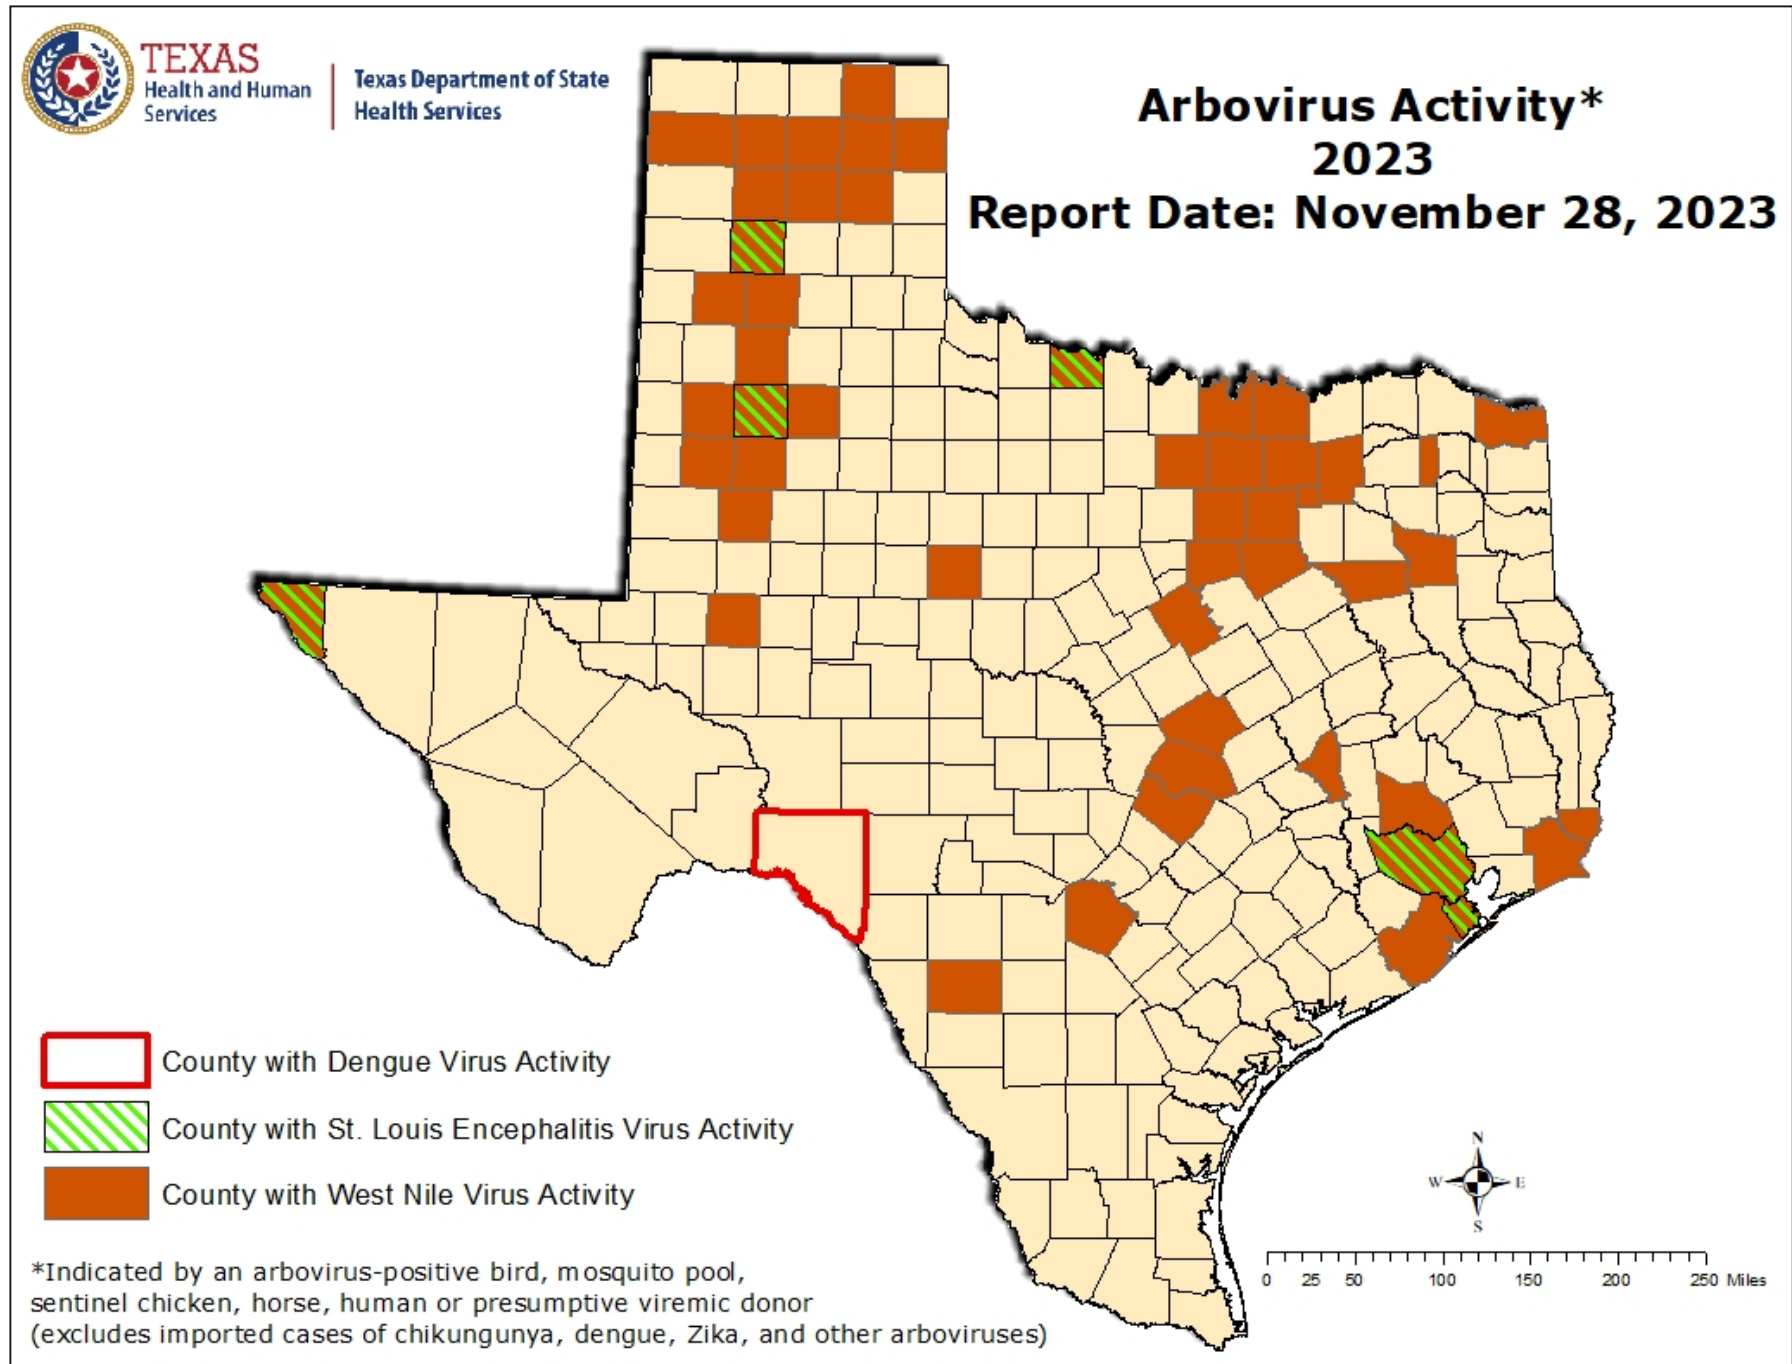 TEXAS
Health and Human
Services
Texas Department of State
Health Services
Arbovirus Activity*
2023
Report Date: November 28, 2023
County with Dengue Virus Activity
County with St. Louis Encephalitis Virus Activity
County with West Nile Virus Activity
*Indicated by an arbovirus-positive bird, mosquito pool,
sentinel chicken, horse, human or presumptive viremic donor
(excludes imported cases of chikungunya, dengue, Zika, and other arboviruses)
N
W E
S
0 25 50 100 150 200 250 Miles